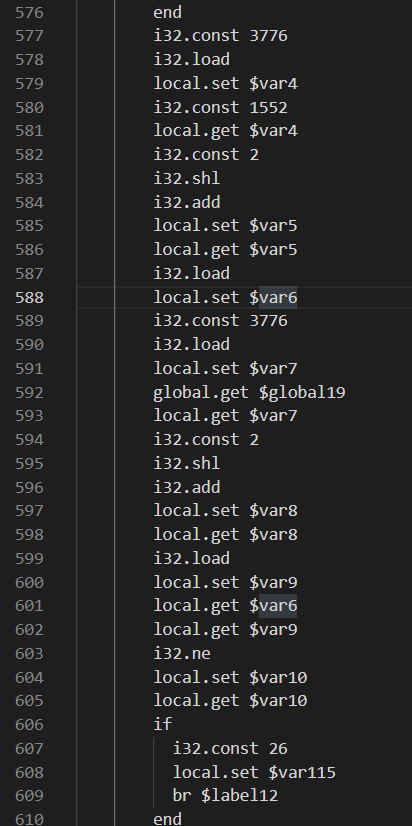 576 end
577 i32.const 3776
578 i32.load
579 local.set $var4
580 i32.const 1552
581 local.get $var4
582 i32.const 2
583 i32.shl
584 i32.add
585 local.set $var5
586 local.get $var5
587 i32.load
588 local.set $var6
589 i32.const 3776
590 i32.load
591 local.set $var7
592 global.get $global19
593 local.get $var7
594 i32.const 2
595 i32.shl
596 i32.add
597 local.set $var8
598 local.get $var8
599 i32.load
600 local.set $var9
601 local.get $var6
602 local.get $var9
603 i32.ne
604 local.set $var10
605 local.get $var10
606 if
607 i32.const 26
608 local.set $var115
609 br $label12
610 end